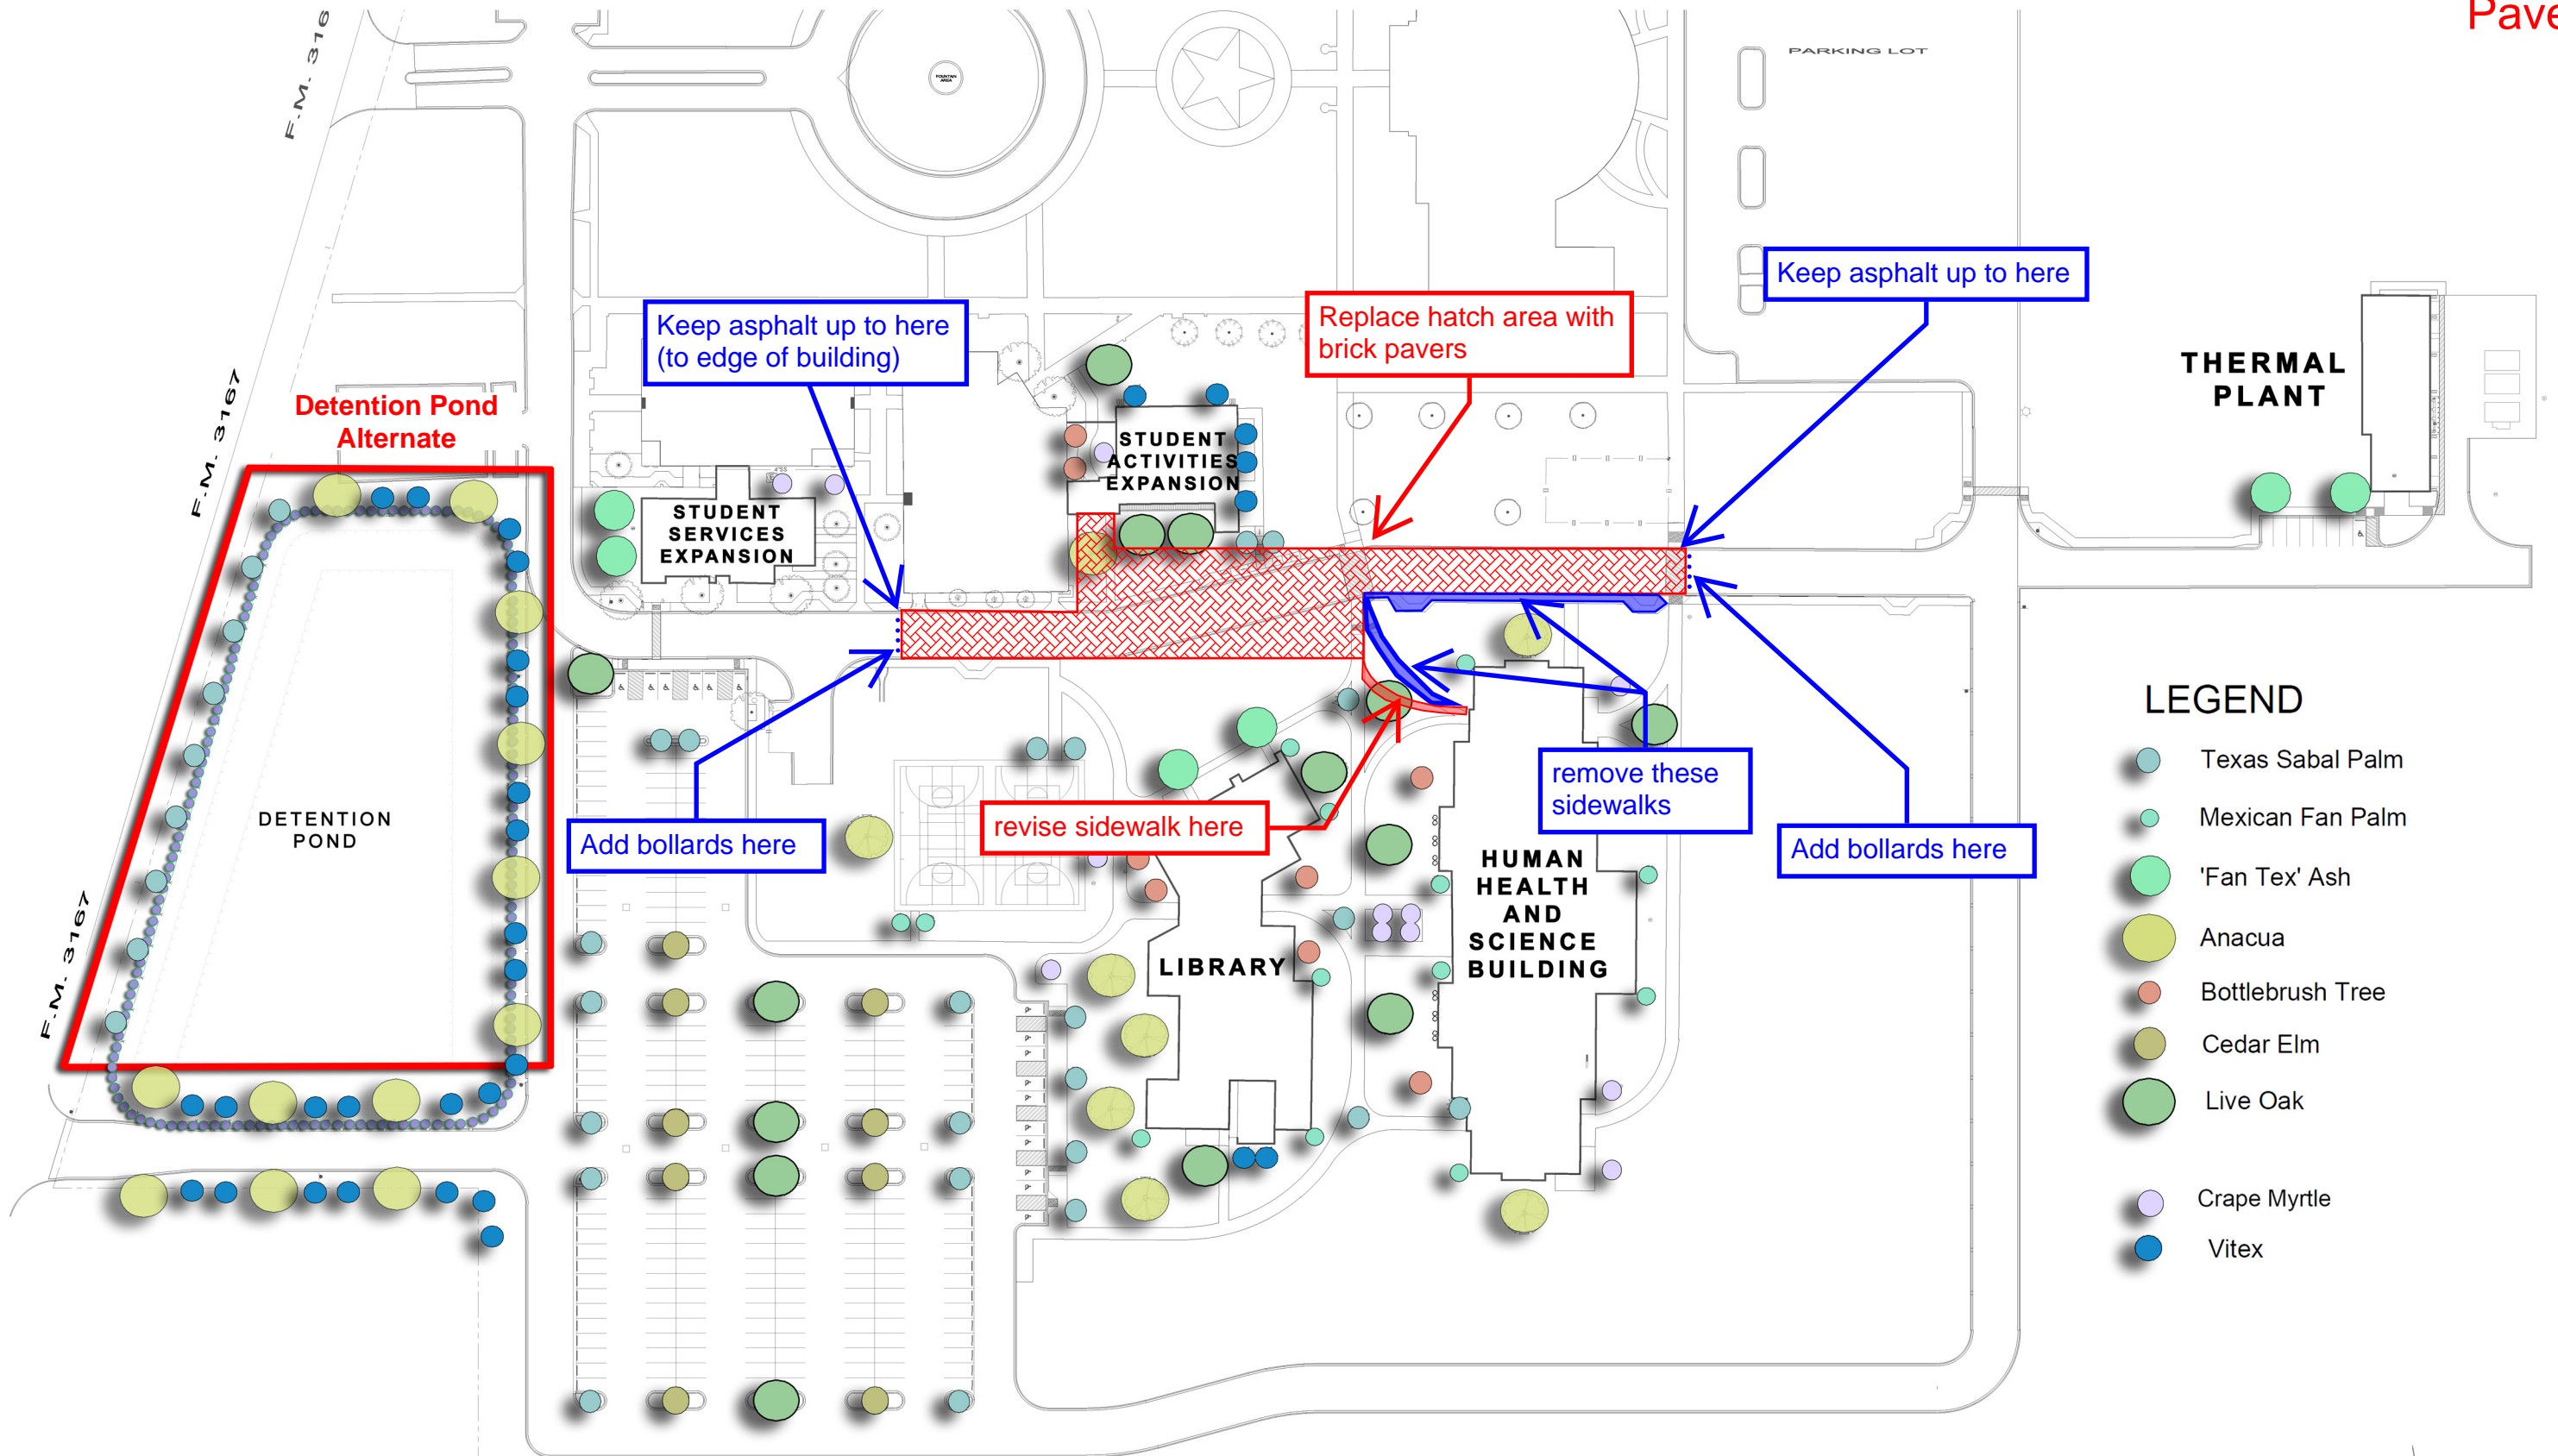 Pave
F.M. 316
FOUNTAIN
AREA
PARKING LOT
Keep asphalt up to here
Keep asphalt up to here
(to edge of building)
Replace hatch area with
brick pavers
THERMAL
PLANT
F.M. 3167
Detention Pond
Alternate
STUDENT
ACTIVITIES
EXPANSION
STUDENT
SERVICES
EXPANSION
LEGEND
Texas Sabal Palm
Mexican Fan Palm
'Fan Tex' Ash
Anacua
Bottlebrush Tree
Cedar Elm
Live Oak
Crape Myrtle
Vitex
remove these
sidewalks
revise sidewalk here
Add bollards here
Add bollards here
DETENTION
POND
HUMAN
HEALTH
AND
SCIENCE
BUILDING
LIBRARY
F.M. 3167